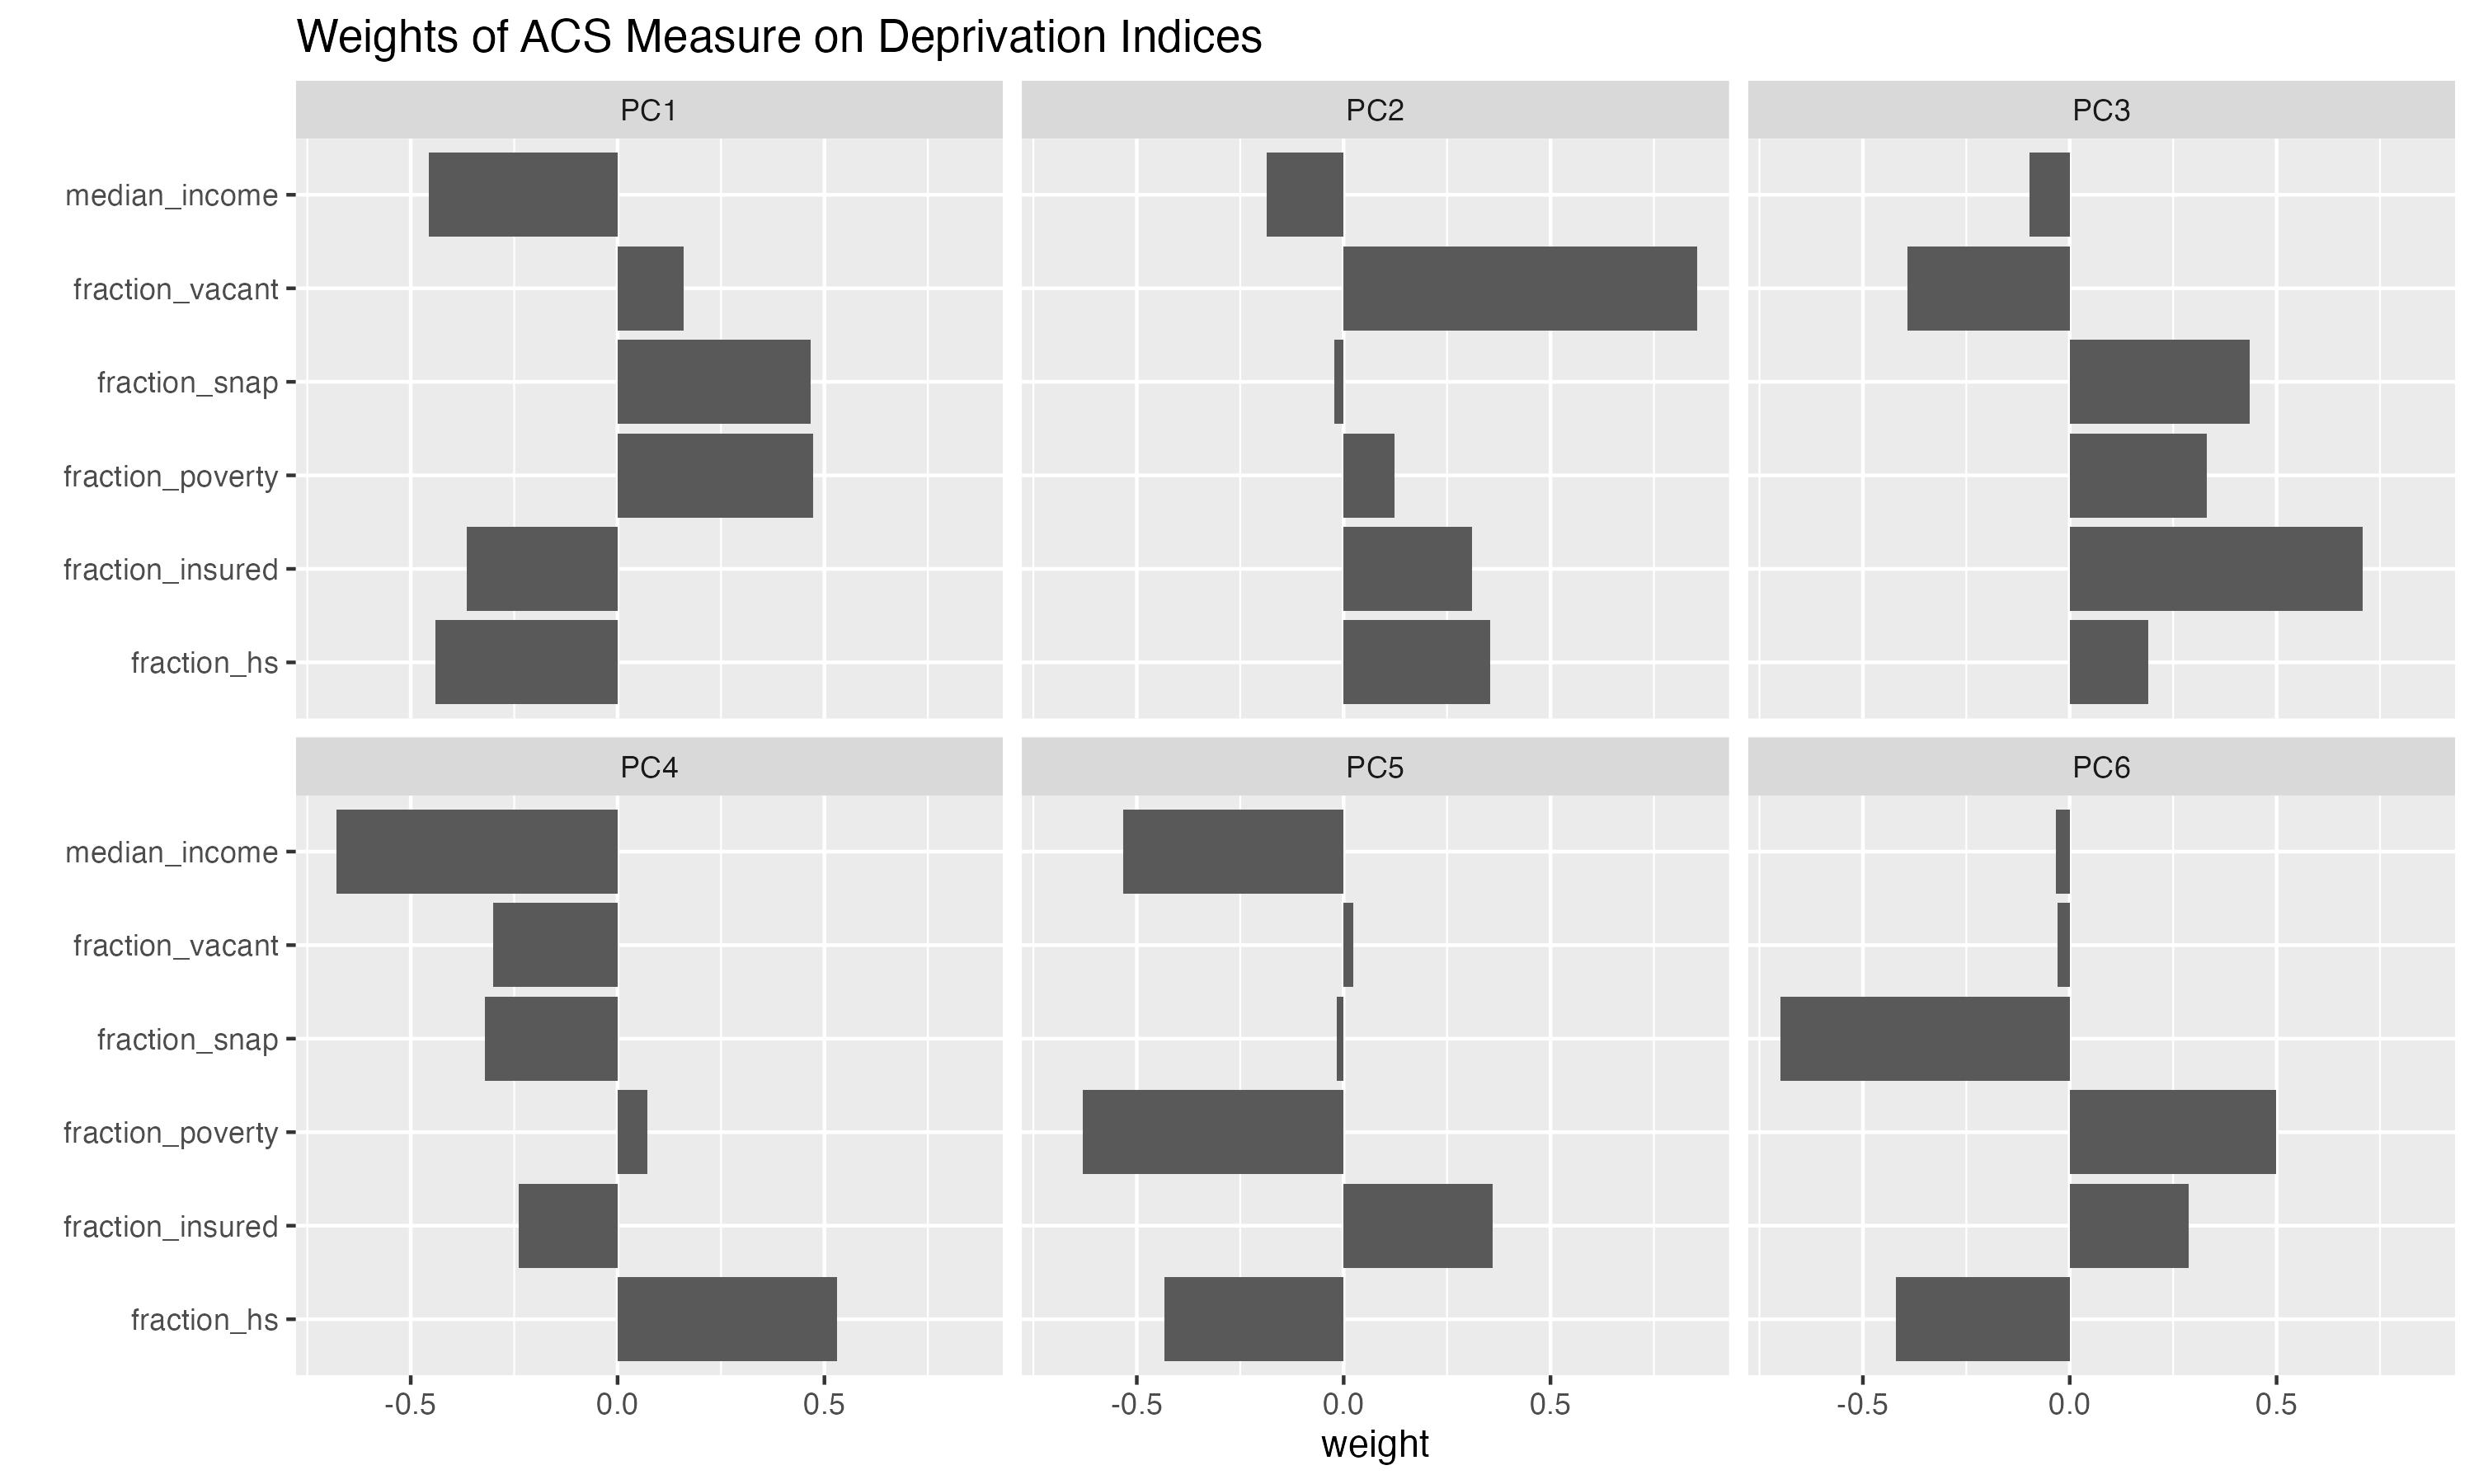 Weights of ACS Measure on Deprivation Indices
PC1 PC2 PC3
median_income
fraction_vacant
fraction_snap
fraction_poverty
fraction_insured
fraction_hs
PC4 PC5 PC6
median_income
fraction_vacant
fraction_snap
fraction_poverty
fraction_insured
fraction_hs
-0.5 0.0 0.5 -0.5 0.0 0.5 -0.5 0.0 0.5
weight